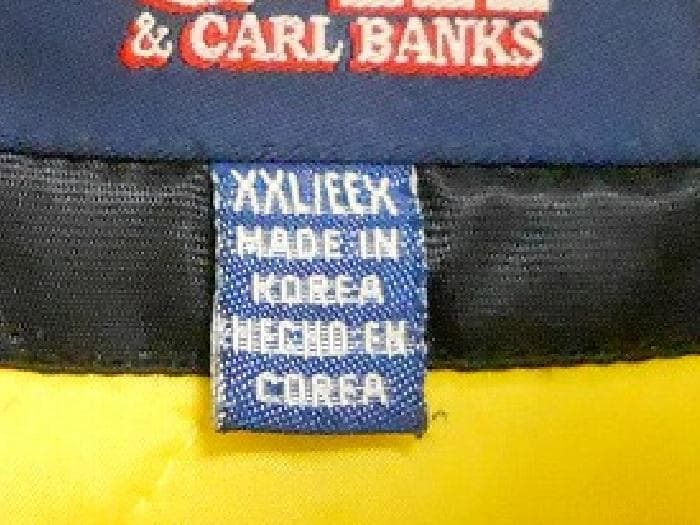 & CARL BANKS
XXL/EEX
MADE IN
KOREA
HECHO EN
COREA